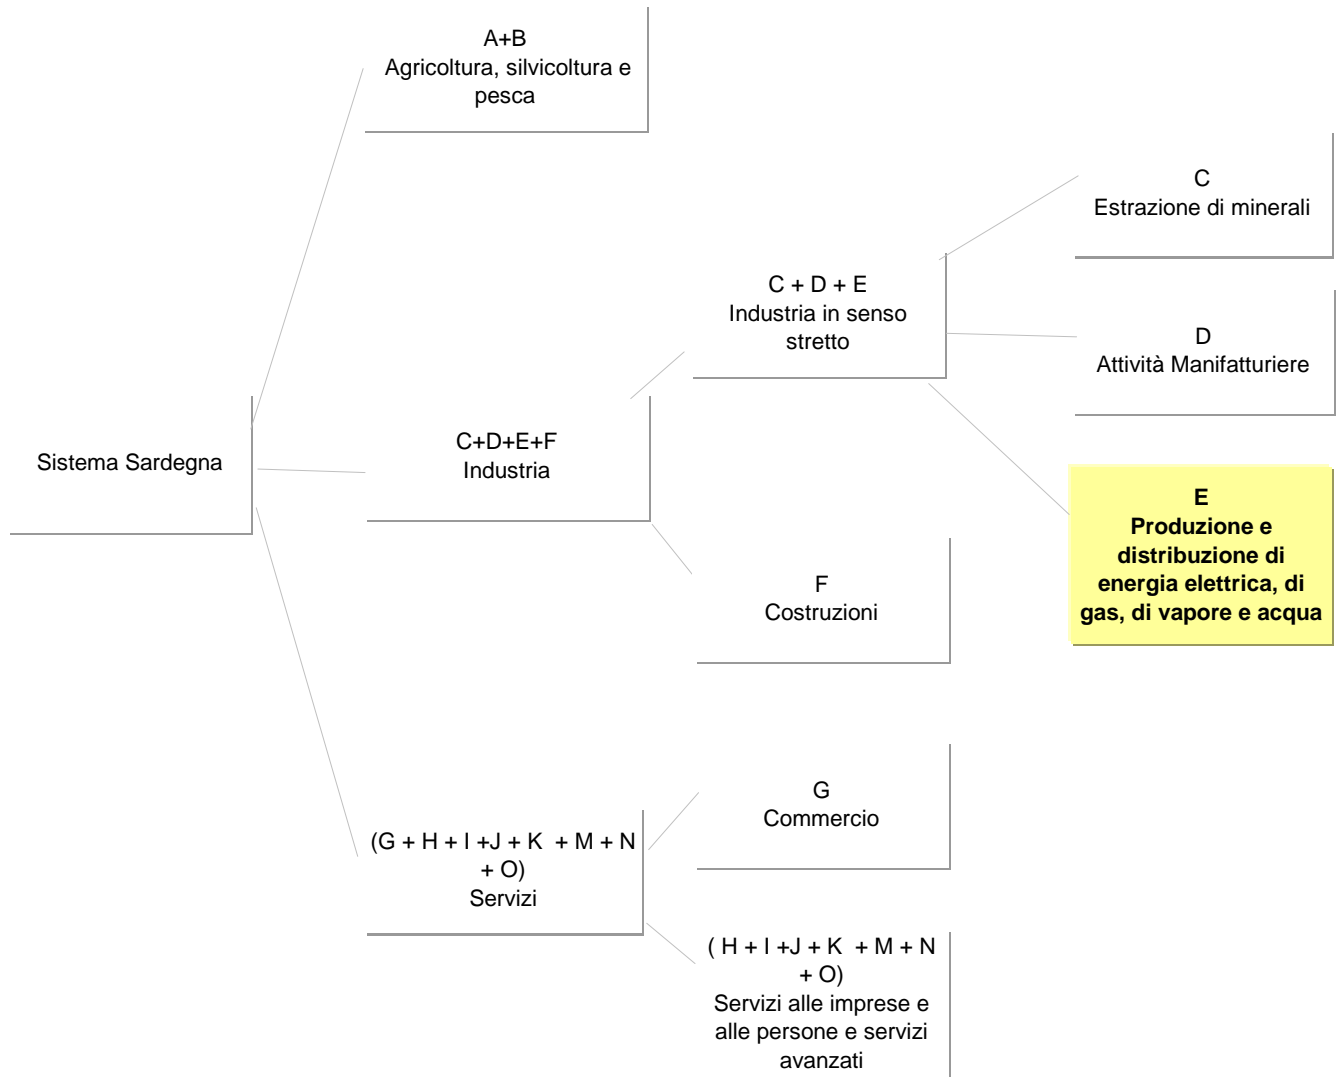 A+B
Agricoltura, silvicoltura e
pesca
C
Estrazione di minerali
C + D + E
Industria in senso
stretto
D
Attività Manifatturiere
Sistema Sardegna
C+D+E+F
Industria
E
Produzione e
distribuzione di
energia elettrica, di
gas, di vapore e acqua
F
Costruzioni
G
Commercio
(G + H + I +J + K  + M + N
+ O)
Servizi
( H + I +J + K  + M + N
+ O)
Servizi alle imprese e
alle persone e servizi
avanzati